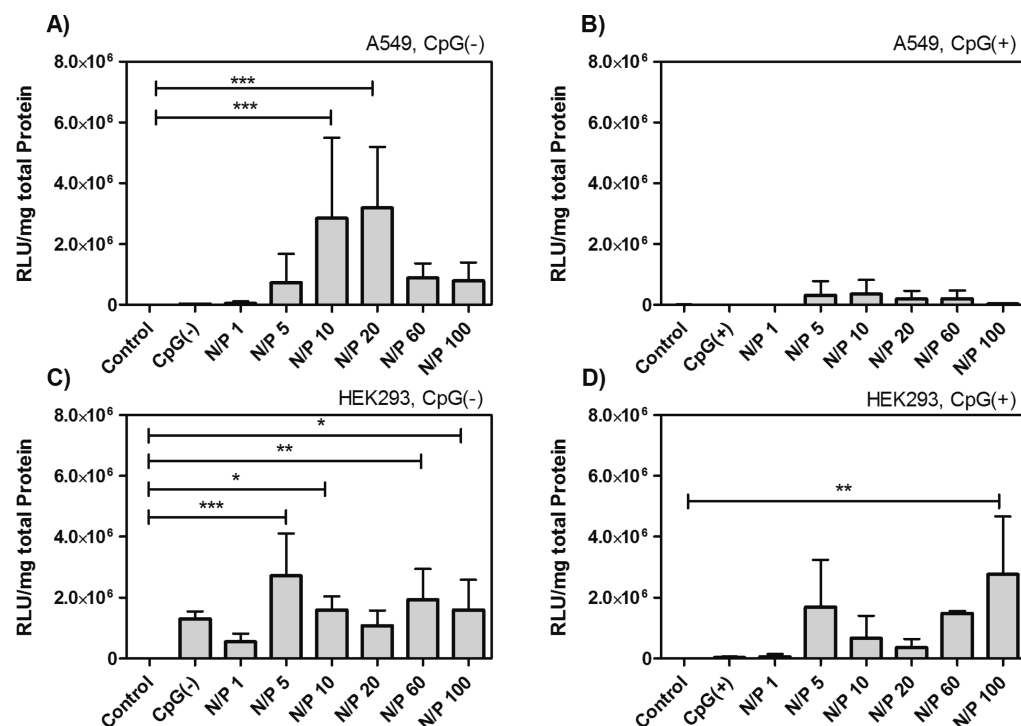 A)
A549, CpG(-)
RLU/mg total Protein
8.0×10⁶
6.0×10⁶
4.0×10⁶
2.0×10⁶
0
***
***
Control
CpG(-)
N/P 1
N/P 5
N/P 10
N/P 20
N/P 60
N/P 100
B)
A549, CpG(+)
RLU/mg total Protein
8.0×10⁶
6.0×10⁶
4.0×10⁶
2.0×10⁶
0
Control
CpG(+)
N/P 1
N/P 5
N/P 10
N/P 20
N/P 60
N/P 100
C)
HEK293, CpG(-)
RLU/mg total Protein
8.0×10⁶
6.0×10⁶
4.0×10⁶
2.0×10⁶
0
*
**
*
***
Control
CpG(-)
N/P 1
N/P 5
N/P 10
N/P 20
N/P 60
N/P 100
D)
HEK293, CpG(+)
RLU/mg total Protein
8.0×10⁶
6.0×10⁶
4.0×10⁶
2.0×10⁶
0
**
Control
CpG(+)
N/P 1
N/P 5
N/P 10
N/P 20
N/P 60
N/P 100